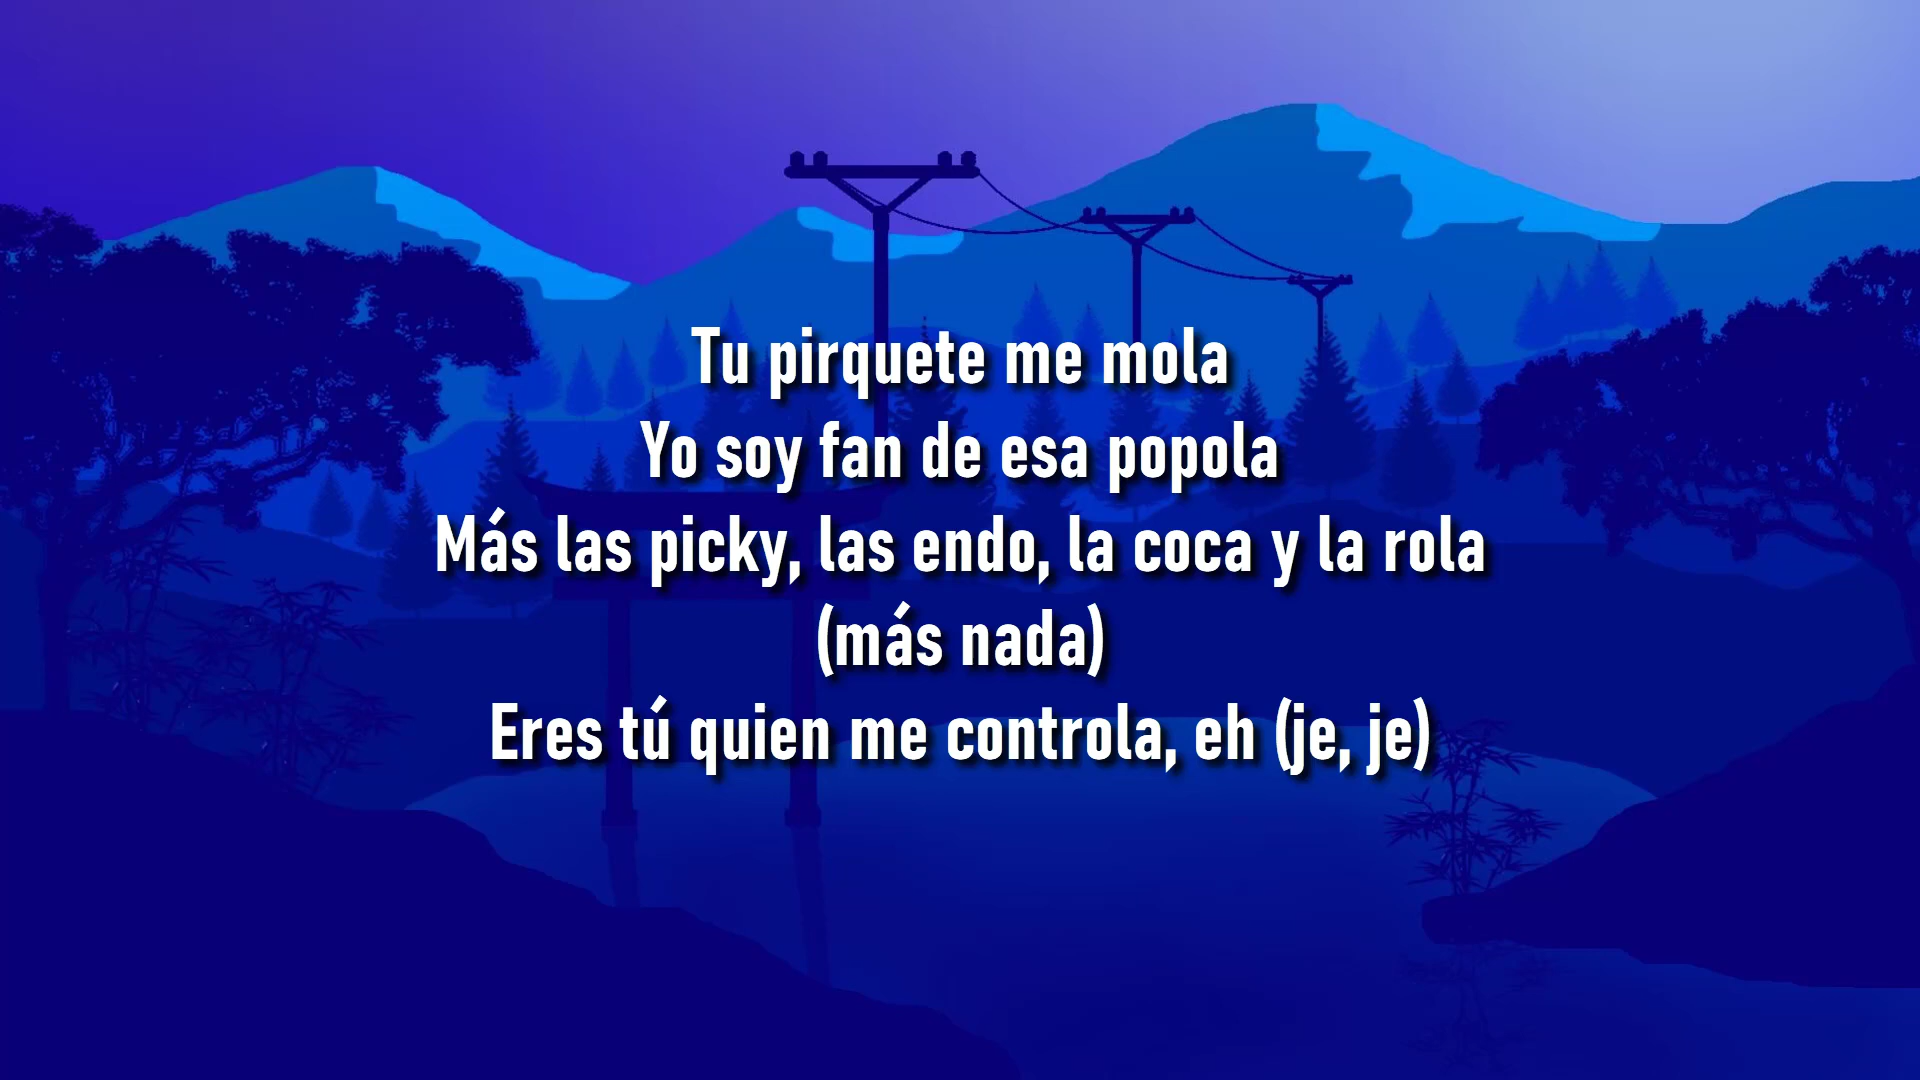 Tu pirquete me mola
Yo soy fan de esa popola
Más las picky, las endo, la coca y la rola
(más nada)
Eres tú quien me controla, eh (je, je)